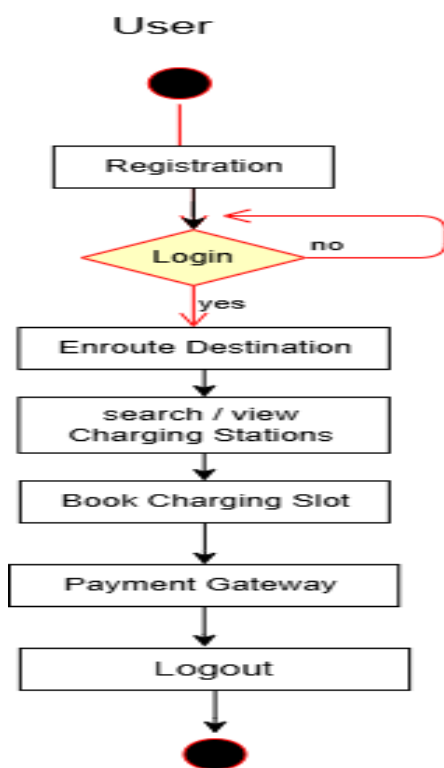 User
Registration
Login
no
yes
Enroute Destination
search / view
Charging Stations
Book Charging Slot
Payment Gateway
Logout